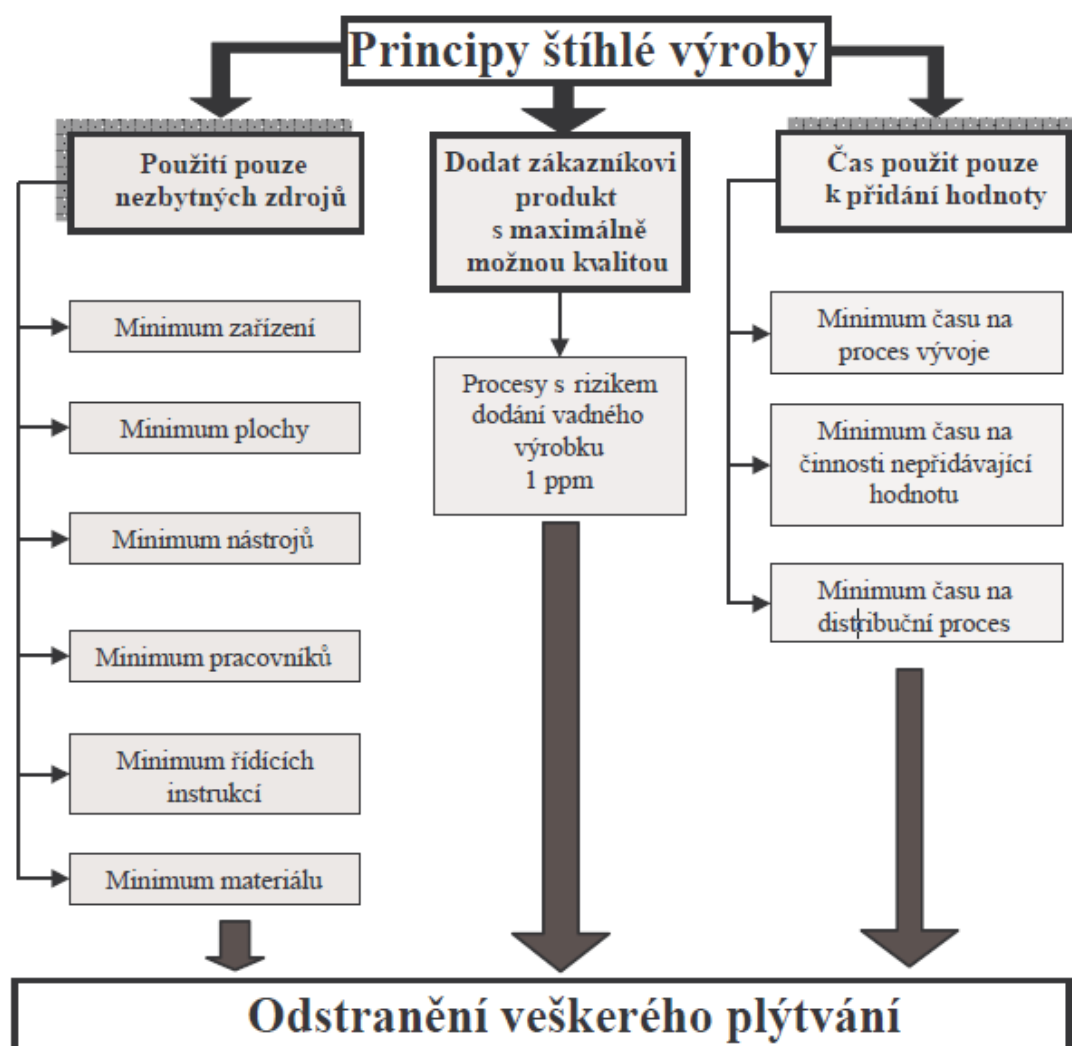 Principy štíhlé výroby
Použití pouze
nezbytných zdrojů
Minimum zařízení
Minimum plochy
Minimum nástrojů
Minimum pracovníků
Minimum řídících
instrukcí
Minimum materiálu
Dodat zákazníkovi
produkt
s maximálně
možnou kvalitou
Procesy s rizikem
dodání vadného
výrobku
1 ppm
Čas použit pouze
k přidání hodnoty
Minimum času na
proces vývoje
Minimum času na
činnosti nepřidávající
hodnotu
Minimum času na
distribuční proces
Odstranění veškerého plýtvání